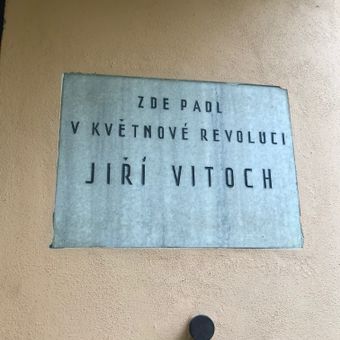 ZDE PADL
V KVĚTNOVÉ REVOLUCI
JIŘÍ VITOCH